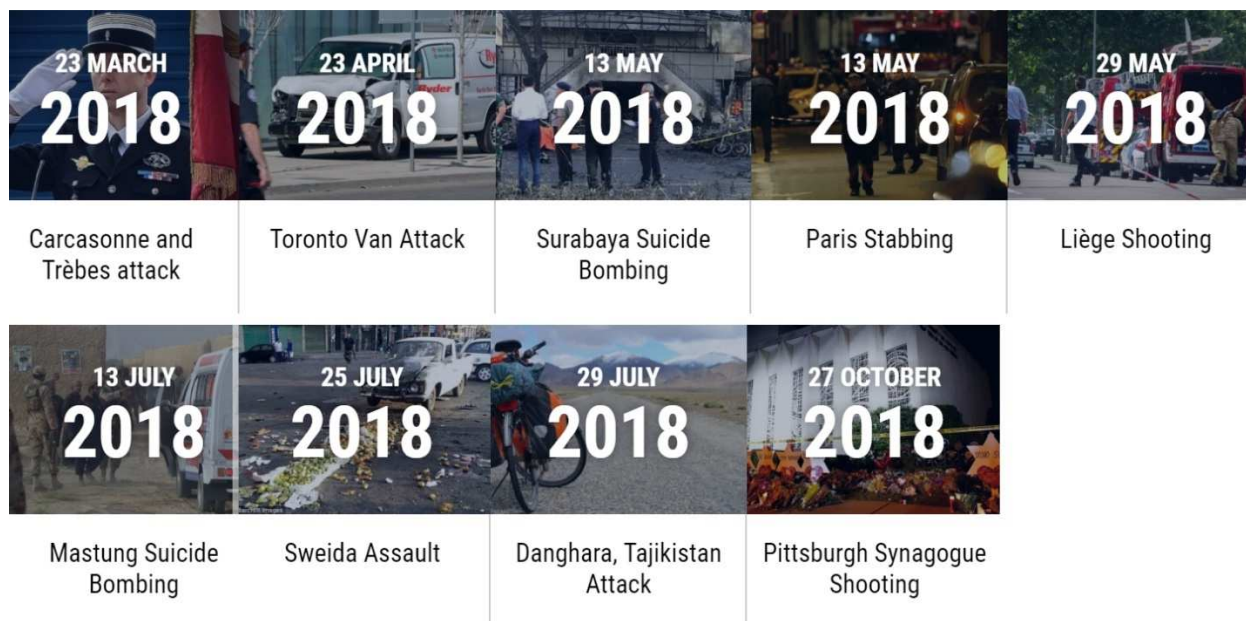 23 MARCH
2018
23 APRIL
2018
13 MAY
2018
13 MAY
2018
29 MAY
2018
Ryder
Carcasonne and
Trèbes attack
Toronto Van Attack
Surabaya Suicide
Bombing
Paris Stabbing
Liège Shooting
13 JULY
2018
25 JULY
2018
29 JULY
2018
27 OCTOBER
2018
Mastung Suicide
Bombing
Sweida Assault
Danghara, Tajikistan
Attack
Pittsburgh Synagogue
Shooting